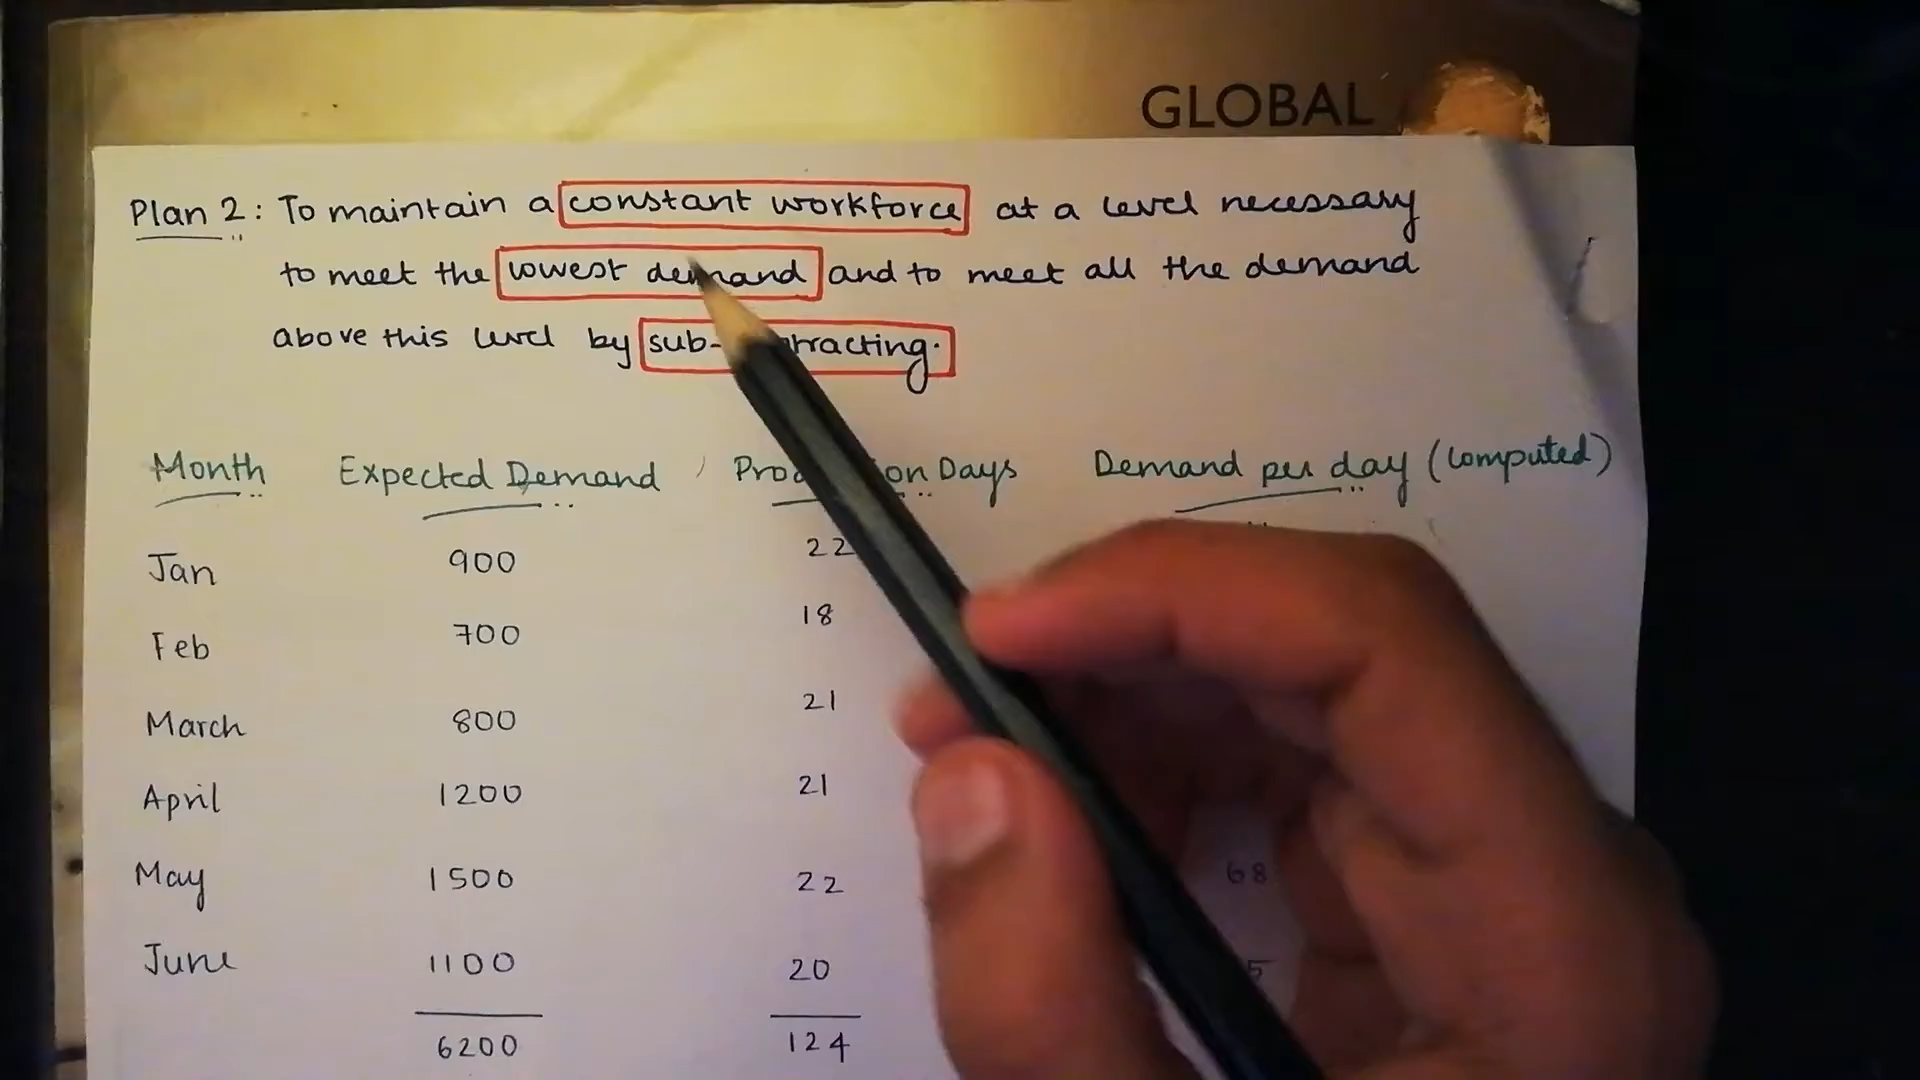 GLOBAL
Plan 2: To maintain a constant workforce at a level necessary
to meet the lowest demand and to meet all the demand
above this level by
Month Expected Demand Days Demand per day (computed)
Jan 900 22
Feb 700 18
March 800 21
April 1200 21
May 1500 22 68
June 1100 20
6200 124